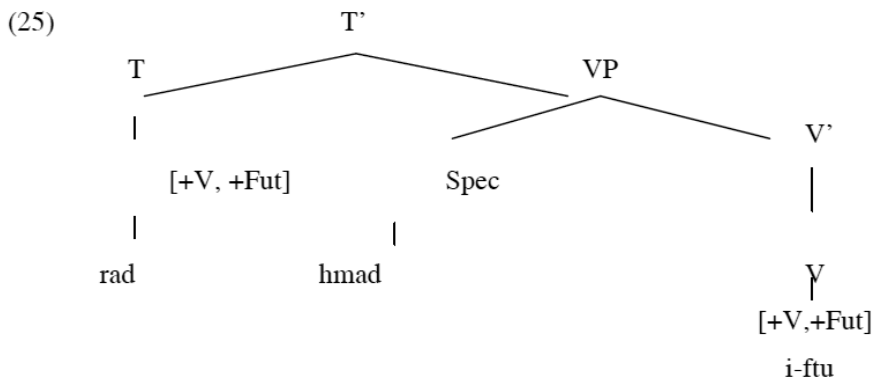 (25) T’
T VP
V’
[+V, +Fut] Spec
rad hmad V
[+V,+Fut]
i-ftu